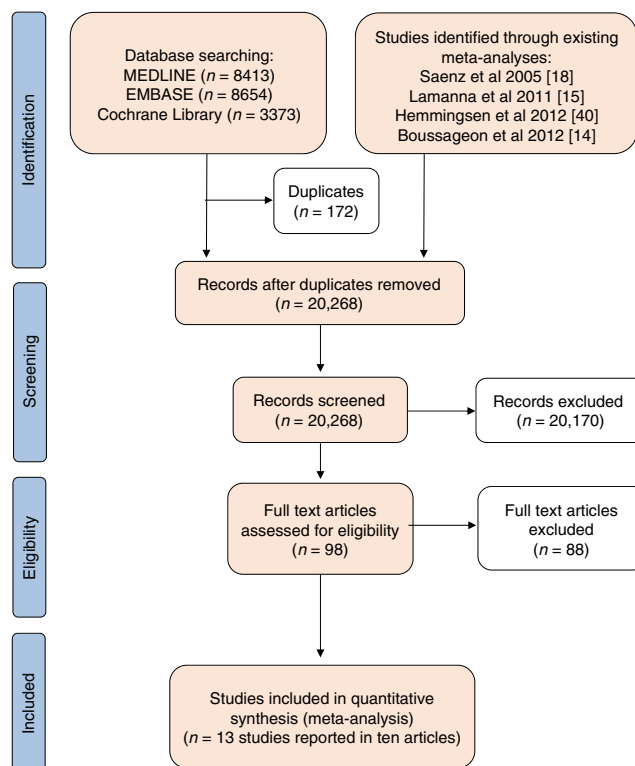 Identification
Database searching:
MEDLINE (n = 8413)
EMBASE (n = 8654)
Cochrane Library (n = 3373)
Studies identified through existing
meta-analyses:
Saenz et al 2005 [18]
Lamanna et al 2011 [15]
Hemmingsen et al 2012 [40]
Boussageon et al 2012 [14]
Duplicates
(n = 172)
Records after duplicates removed
(n = 20,268)
Screening
Records screened
(n = 20,268)
Records excluded
(n = 20,170)
Eligibility
Full text articles
assessed for eligibility
(n = 98)
Full text articles
excluded
(n = 88)
Included
Studies included in quantitative
synthesis (meta-analysis)
(n = 13 studies reported in ten articles)